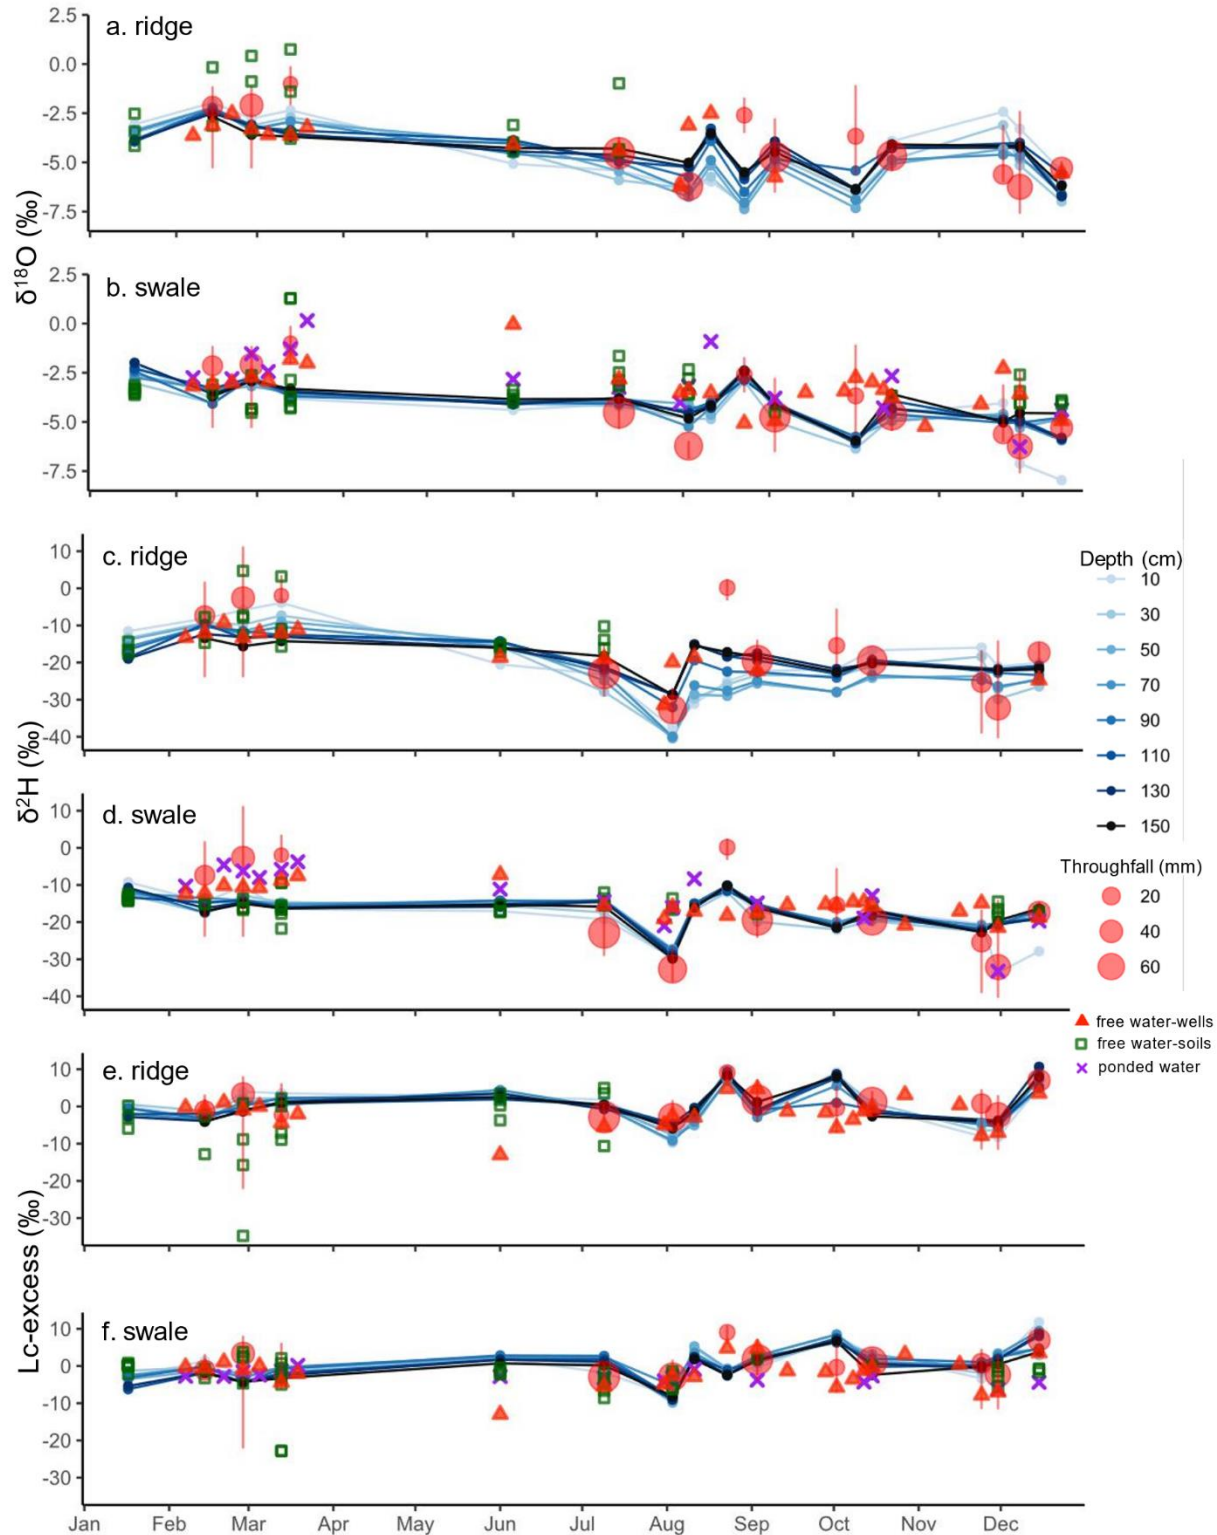 a. ridge
2.5
0.0
-2.5
-5.0
-7.5
b. swale
2.5
0.0
-2.5
-5.0
-7.5
δ¹⁸O (‰)
c. ridge
10
0
-10
-20
-30
-40
d. swale
10
0
-10
-20
-30
-40
δ²H (‰)
e. ridge
10
0
-10
-20
-30
f. swale
10
0
-10
-20
-30
Lc-excess (‰)
Jan Feb Mar Apr May Jun Jul Aug Sep Oct Nov Dec
Depth (cm)
10
30
50
70
90
110
130
150
Throughfall (mm)
20
40
60
free water-wells
free water-soils
ponded water